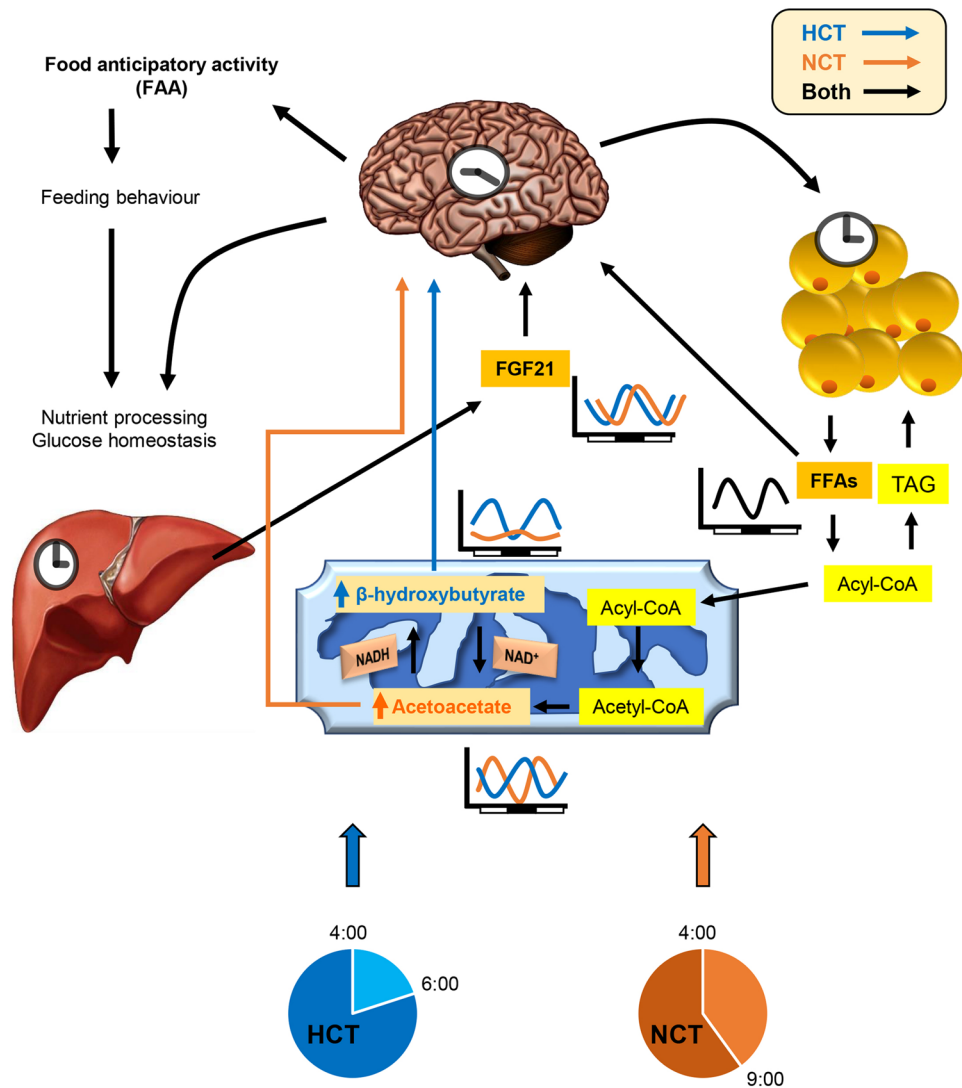 HCT
NCT
Both
Food anticipatory activity
(FAA)
Feeding behaviour
Nutrient processing
Glucose homeostasis
FGF21
FFAs
TAG
Acyl-CoA
β-hydroxybutyrate
Acyl-CoA
NADH
NAD⁺
Acetoacetate
Acetyl-CoA
4:00
6:00
HCT
4:00
9:00
NCT